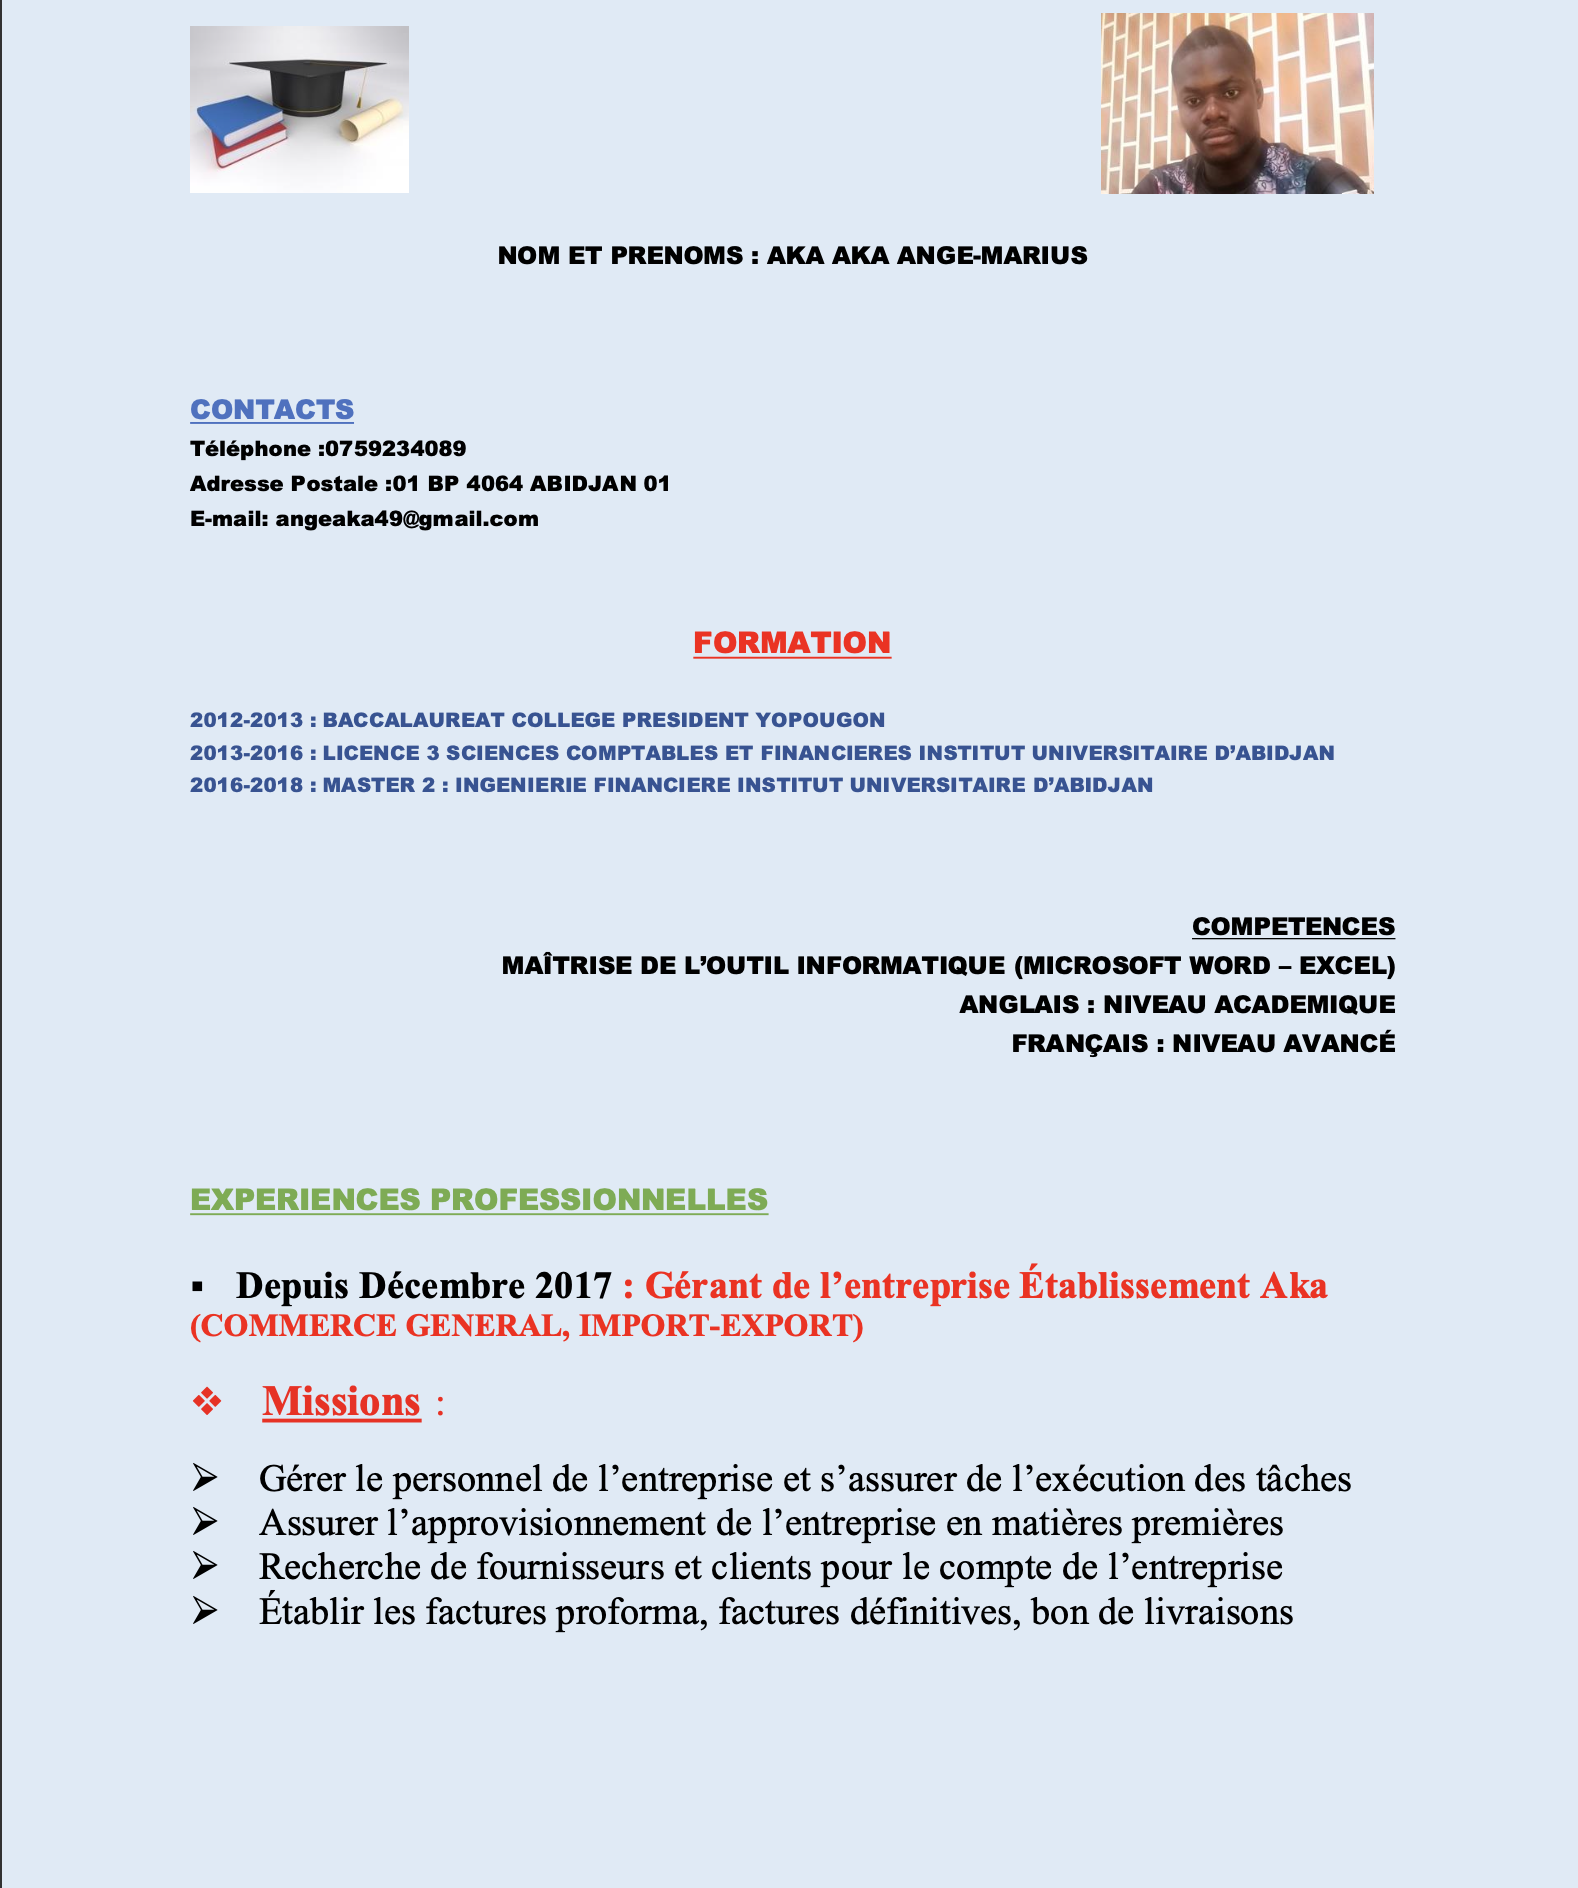 NOM ET PRENOMS : AKA AKA ANGE-MARIUS
CONTACTS
Téléphone :0759234089
Adresse Postale :01 BP 4064 ABIDJAN 01
E-mail: angeaka49@gmail.com
FORMATION
2012-2013 : BACCALAUREAT COLLEGE PRESIDENT YOPOUGON
2013-2016 : LICENCE 3 SCIENCES COMPTABLES ET FINANCIERES INSTITUT UNIVERSITAIRE D’ABIDJAN
2016-2018 : MASTER 2 : INGENIERIE FINANCIERE INSTITUT UNIVERSITAIRE D’ABIDJAN
COMPETENCES
MAÎTRISE DE L’OUTIL INFORMATIQUE (MICROSOFT WORD – EXCEL)
ANGLAIS : NIVEAU ACADEMIQUE
FRANÇAIS : NIVEAU AVANCÉ
EXPERIENCES PROFESSIONNELLES
▪ Depuis Décembre 2017 : Gérant de l’entreprise Établissement Aka
(COMMERCE GENERAL, IMPORT-EXPORT)
❖ Missions :
➢ Gérer le personnel de l’entreprise et s’assurer de l’exécution des tâches
➢ Assurer l’approvisionnement de l’entreprise en matières premières
➢ Recherche de fournisseurs et clients pour le compte de l’entreprise
➢ Établir les factures proforma, factures définitives, bon de livraisons